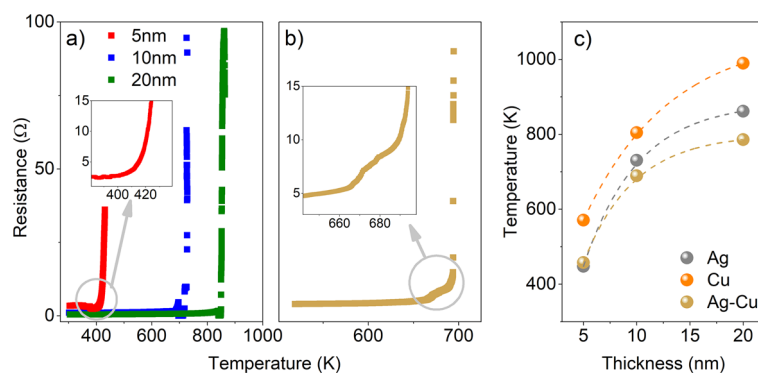 100
50
0
Resistance (Ω)
a)
5nm
10nm
20nm
15
10
5
400 420
400 600 800 1000
b)
15
10
5
660 680
600 700
Temperature (K)
c)
1000
800
600
400
Temperature (K)
Ag
Cu
Ag-Cu
5 10 15 20
Thickness (nm)